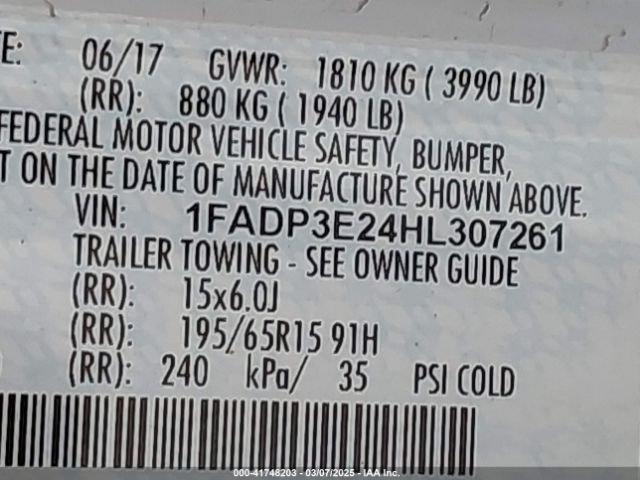 06/17 GVWR: 1810 KG ( 3990 LB)
(RR): 880 KG ( 1940 LB)
FEDERAL MOTOR VEHICLE SAFETY, BUMPER,
ON THE DATE OF MANUFACTURE SHOWN ABOVE.
VIN: 1FADP3E24HL307261
TRAILER TOWING - SEE OWNER GUIDE
(RR): 15x6.0J
(RR): 195/65R15 91H
(RR): 240 kPa/ 35 PSI COLD
000-41748203 - 03/07/2025 - IAA Inc.